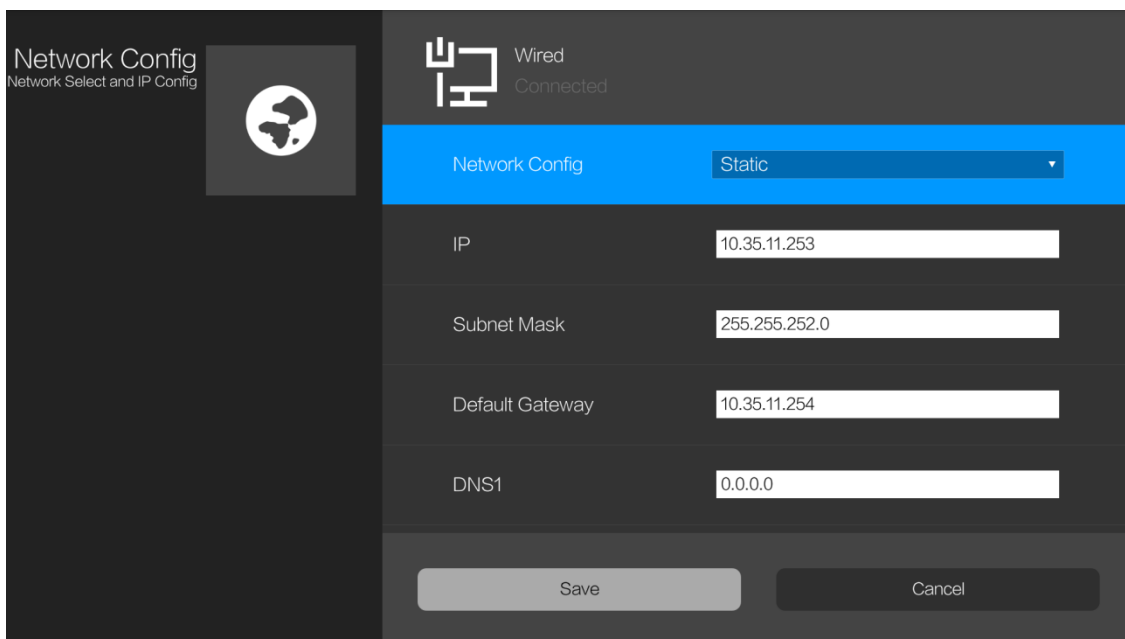 Network Config
Network Select and IP Config
Wired
Connected
Network Config Static
IP 10.35.11.253
Subnet Mask 255.255.252.0
Default Gateway 10.35.11.254
DNS1 0.0.0.0
Save Cancel